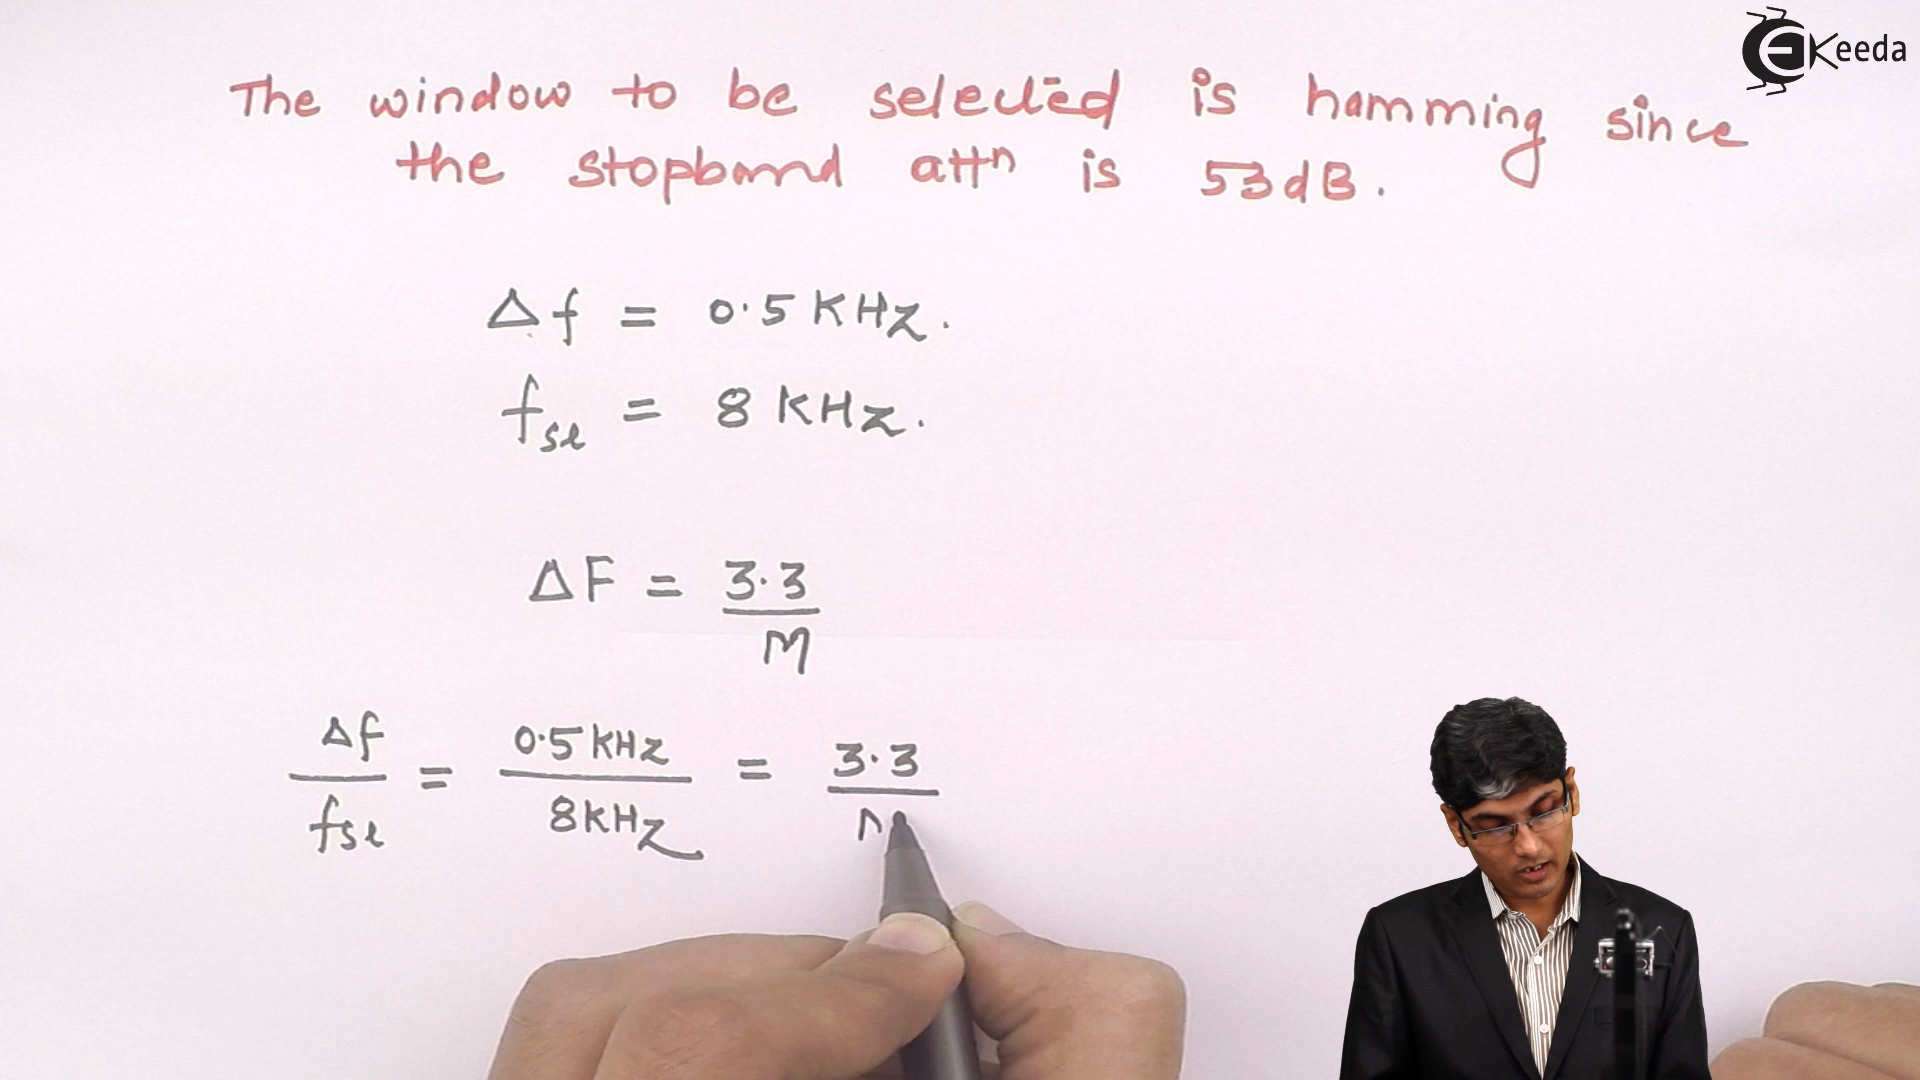 EKeeda
The window to be selected is hamming since
the stopband attn is 53dB.
Δf = 0.5 KHz.
fse = 8 KHz.
ΔF = 3.3
M
Δf = 0.5 KHz = 3.3
fse 8KHz